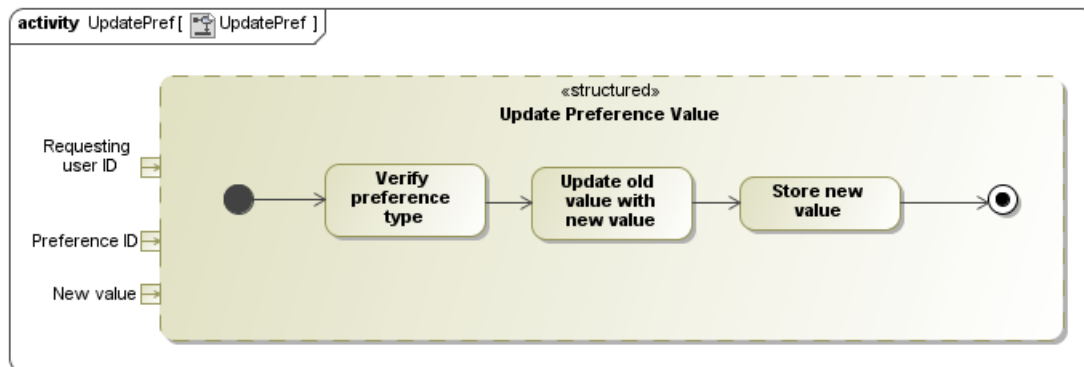 activity UpdatePref [ UpdatePref ]
«structured»
Update Preference Value
Requesting
user ID
Preference ID
New value
Verify
preference
type
Update old
value with
new value
Store new
value